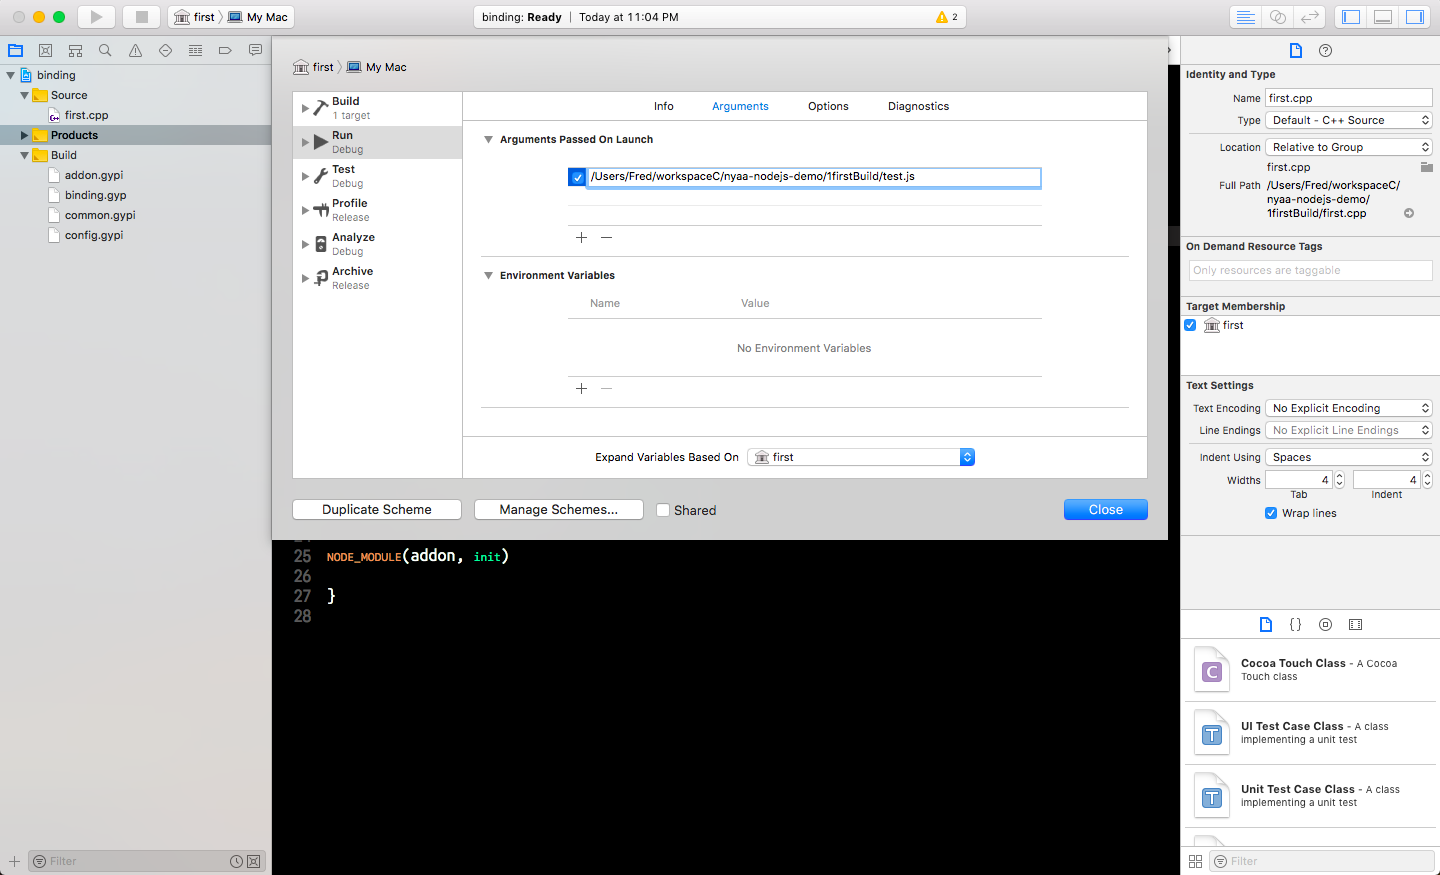 first My Mac
binding: Ready | Today at 11:04 PM
2
binding
Source
first.cpp
Products
Build
addon.gypi
binding.gyp
common.gypi
config.gypi
Filter
first My Mac
Build
1 target
Run
Debug
Test
Debug
Profile
Release
Analyze
Debug
Archive
Release
Info Arguments Options Diagnostics
Arguments Passed On Launch
/Users/Fred/workspaceC/nyaa-nodejs-demo/1firstBuild/test.js
Environment Variables
Name Value
No Environment Variables
Expand Variables Based On first
Duplicate Scheme Manage Schemes... Shared Close
25 NODE_MODULE(addon, init)
26
27 }
28
Identity and Type
Name first.cpp
Type Default - C++ Source
Location Relative to Group
first.cpp
Full Path /Users/Fred/workspaceC/
nyaa-nodejs-demo/
1firstBuild/first.cpp
On Demand Resource Tags
Only resources are taggable
Target Membership
first
Text Settings
Text Encoding No Explicit Encoding
Line Endings No Explicit Line Endings
Indent Using Spaces
Widths 4 4
Tab Indent
Wrap lines
{}
C
Cocoa Touch Class - A Cocoa
Touch class
T
UI Test Case Class - A class
implementing a unit test
T
Unit Test Case Class - A class
implementing a unit test
Filter